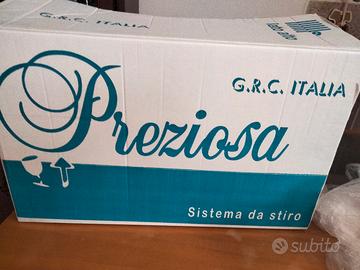 G.R.C. ITALIA
Preziosa
Sistema da stiro
subito